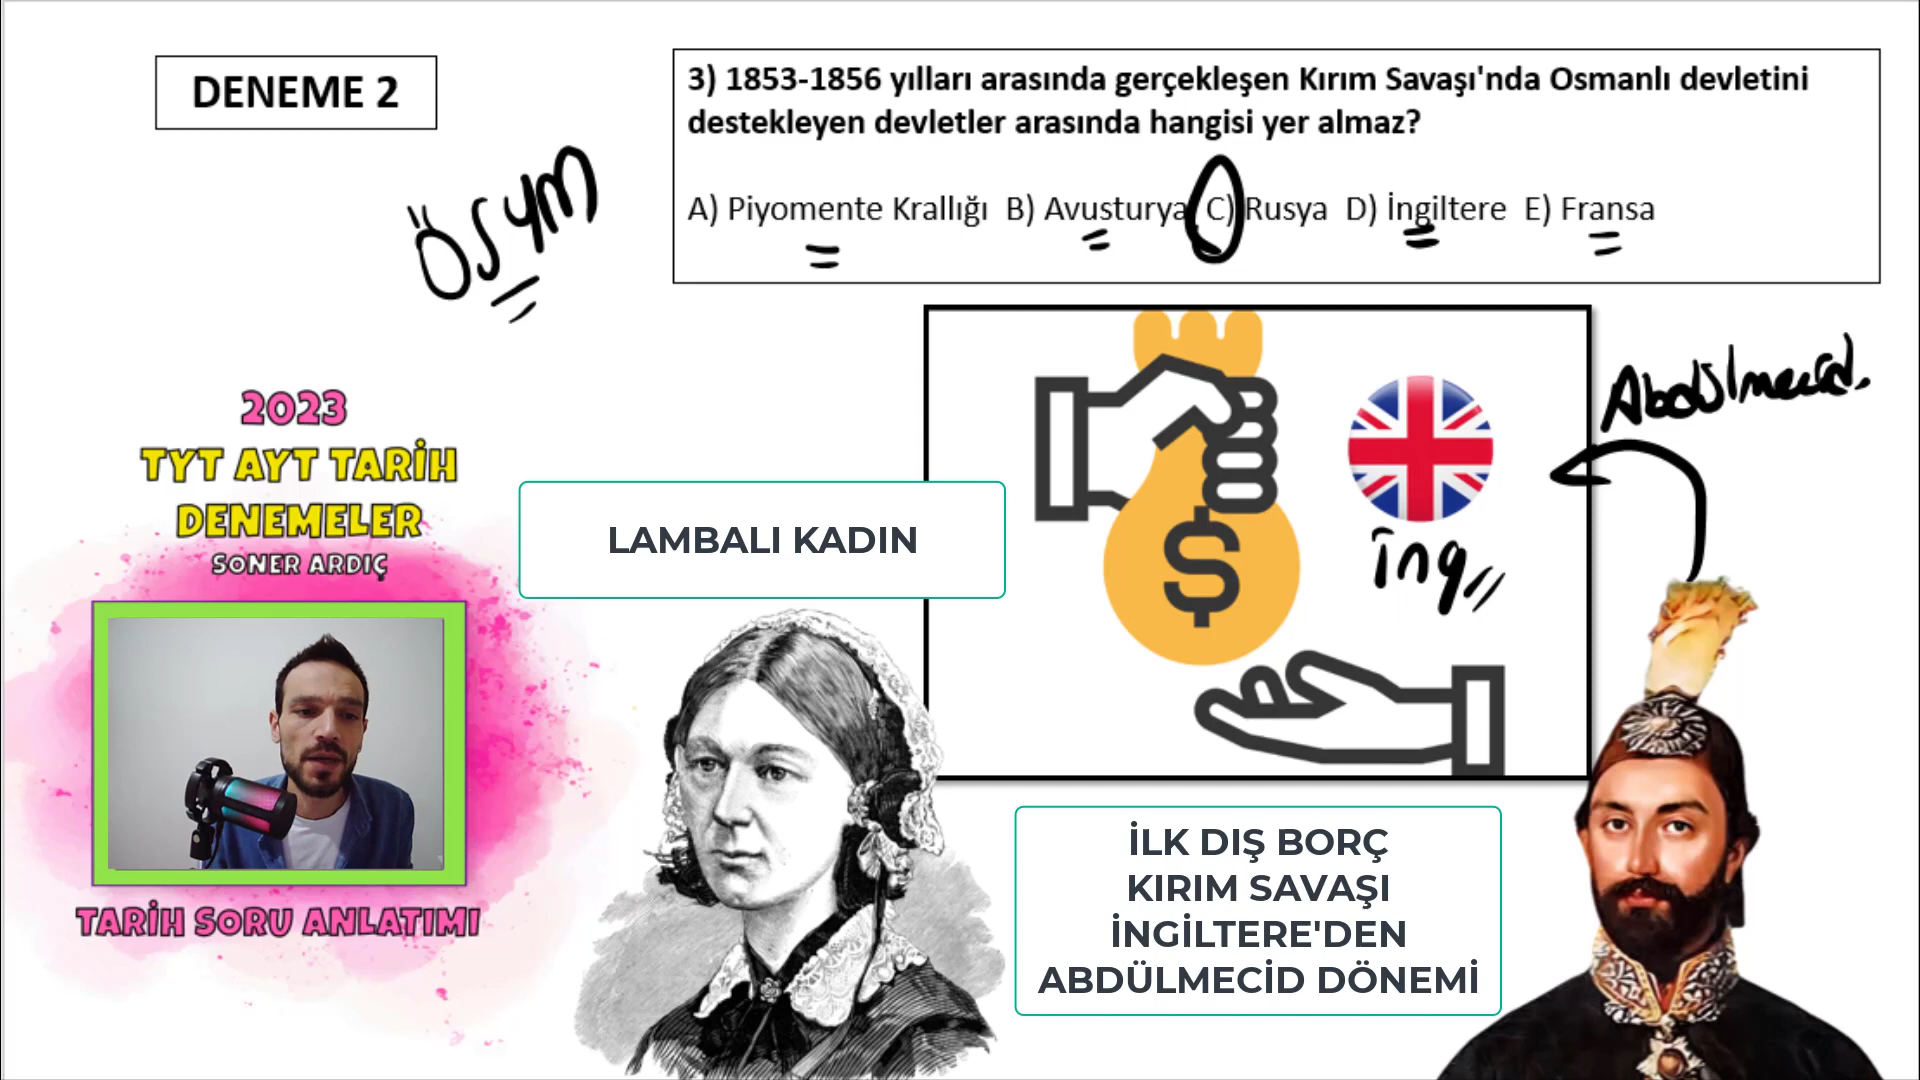 DENEME 2
3) 1853-1856 yılları arasında gerçekleşen Kırım Savaşı'nda Osmanlı devletini
destekleyen devletler arasında hangisi yer almaz?
A) Piyomente Krallığı B) Avusturya C) Rusya D) İngiltere E) Fransa
ÖSYM
Abdülmecid.
2023
TYT AYT TARİH
DENEMELER
SONER ARDIÇ
LAMBALI KADIN
$
ing
TARİH SORU ANLATIMI
İLK DIŞ BORÇ
KIRIM SAVAŞI
İNGİLTERE'DEN
ABDÜLMECİD DÖNEMİ